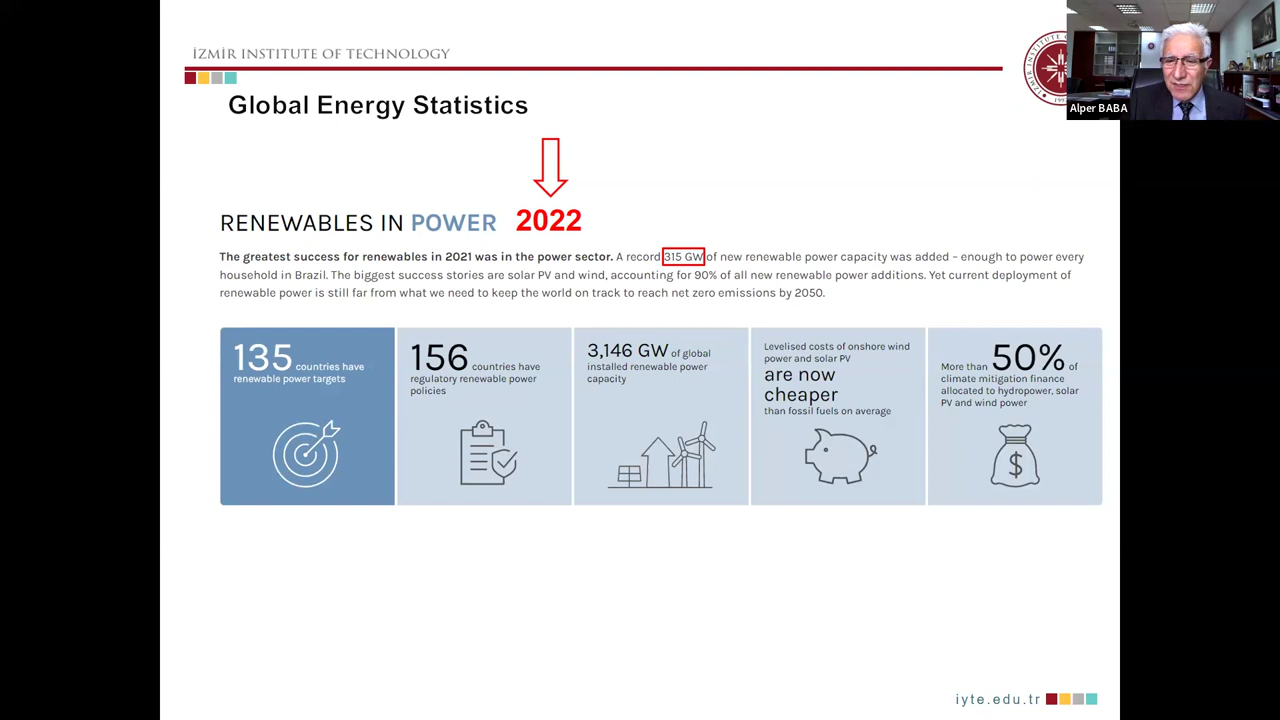 İZMİR INSTITUTE OF TECHNOLOGY
Alper BABA
Global Energy Statistics
RENEWABLES IN POWER 2022
The greatest success for renewables in 2021 was in the power sector. A record 315 GW of new renewable power capacity was added – enough to power every
household in Brazil. The biggest success stories are solar PV and wind, accounting for 90% of all new renewable power additions. Yet current deployment of
renewable power is still far from what we need to keep the world on track to reach net zero emissions by 2050.
135 countries have
renewable power targets
156 countries have
regulatory renewable power
policies
3,146 GW of global
installed renewable power
capacity
Levelised costs of onshore wind
power and solar PV
are now
cheaper
than fossil fuels on average
More than 50% of
climate mitigation finance
allocated to hydropower, solar
PV and wind power
$
iyte.edu.tr